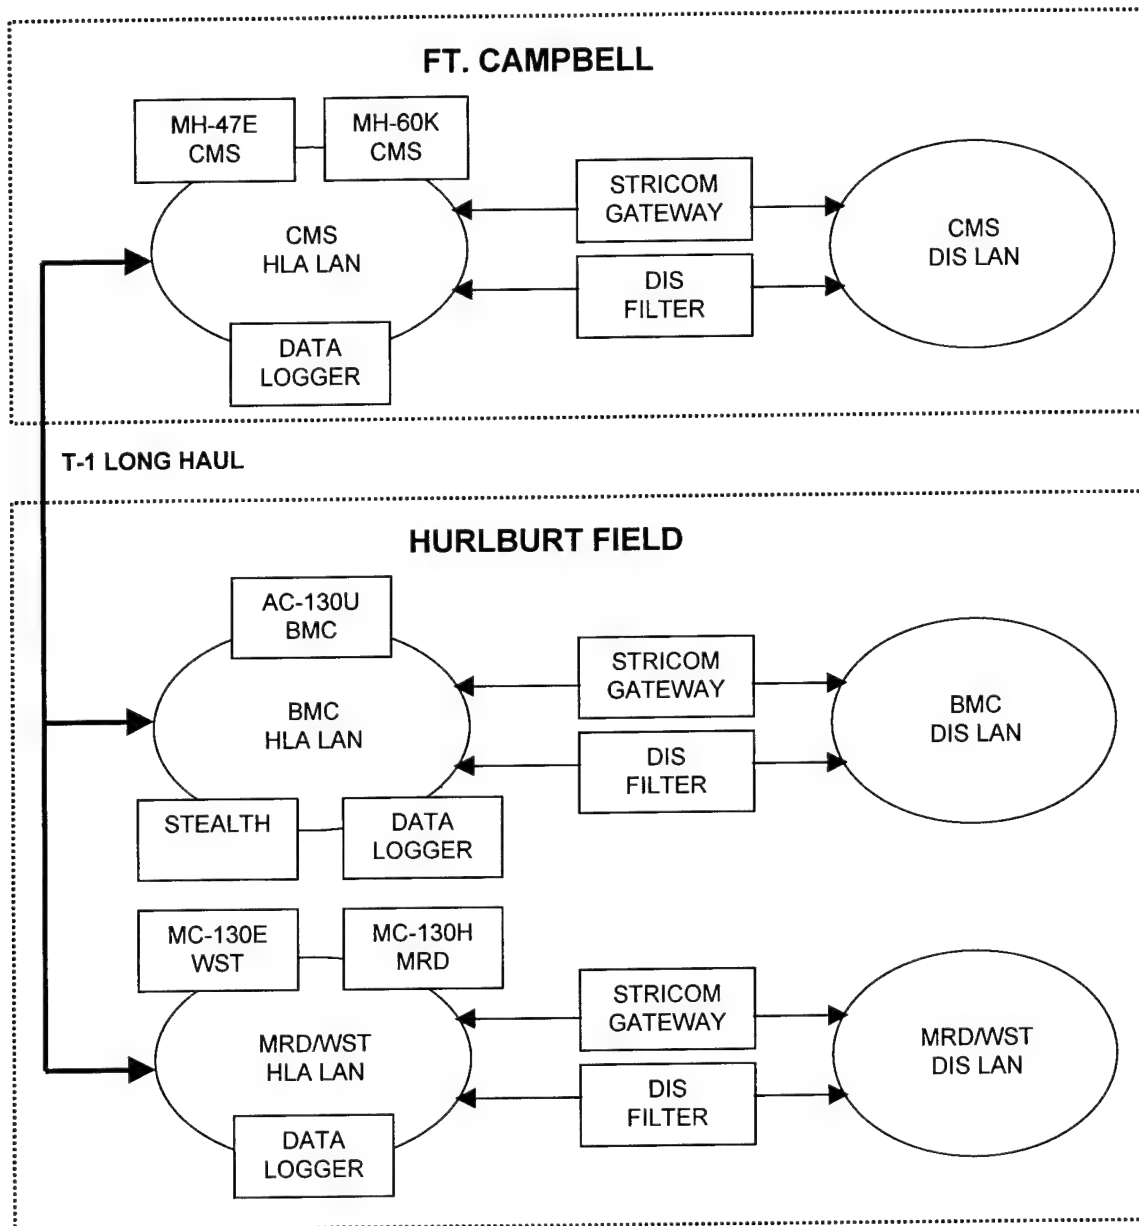 FT. CAMPBELL
MH-47E
CMS
MH-60K
CMS
STRICOM
GATEWAY
CMS
HLA LAN
CMS
DIS LAN
DIS
FILTER
DATA
LOGGER
T-1 LONG HAUL
HURLBURT FIELD
AC-130U
BMC
STRICOM
GATEWAY
BMC
HLA LAN
BMC
DIS LAN
DIS
FILTER
STEALTH
DATA
LOGGER
MC-130E
WST
MC-130H
MRD
STRICOM
GATEWAY
MRD/WST
HLA LAN
MRD/WST
DIS LAN
DIS
FILTER
DATA
LOGGER